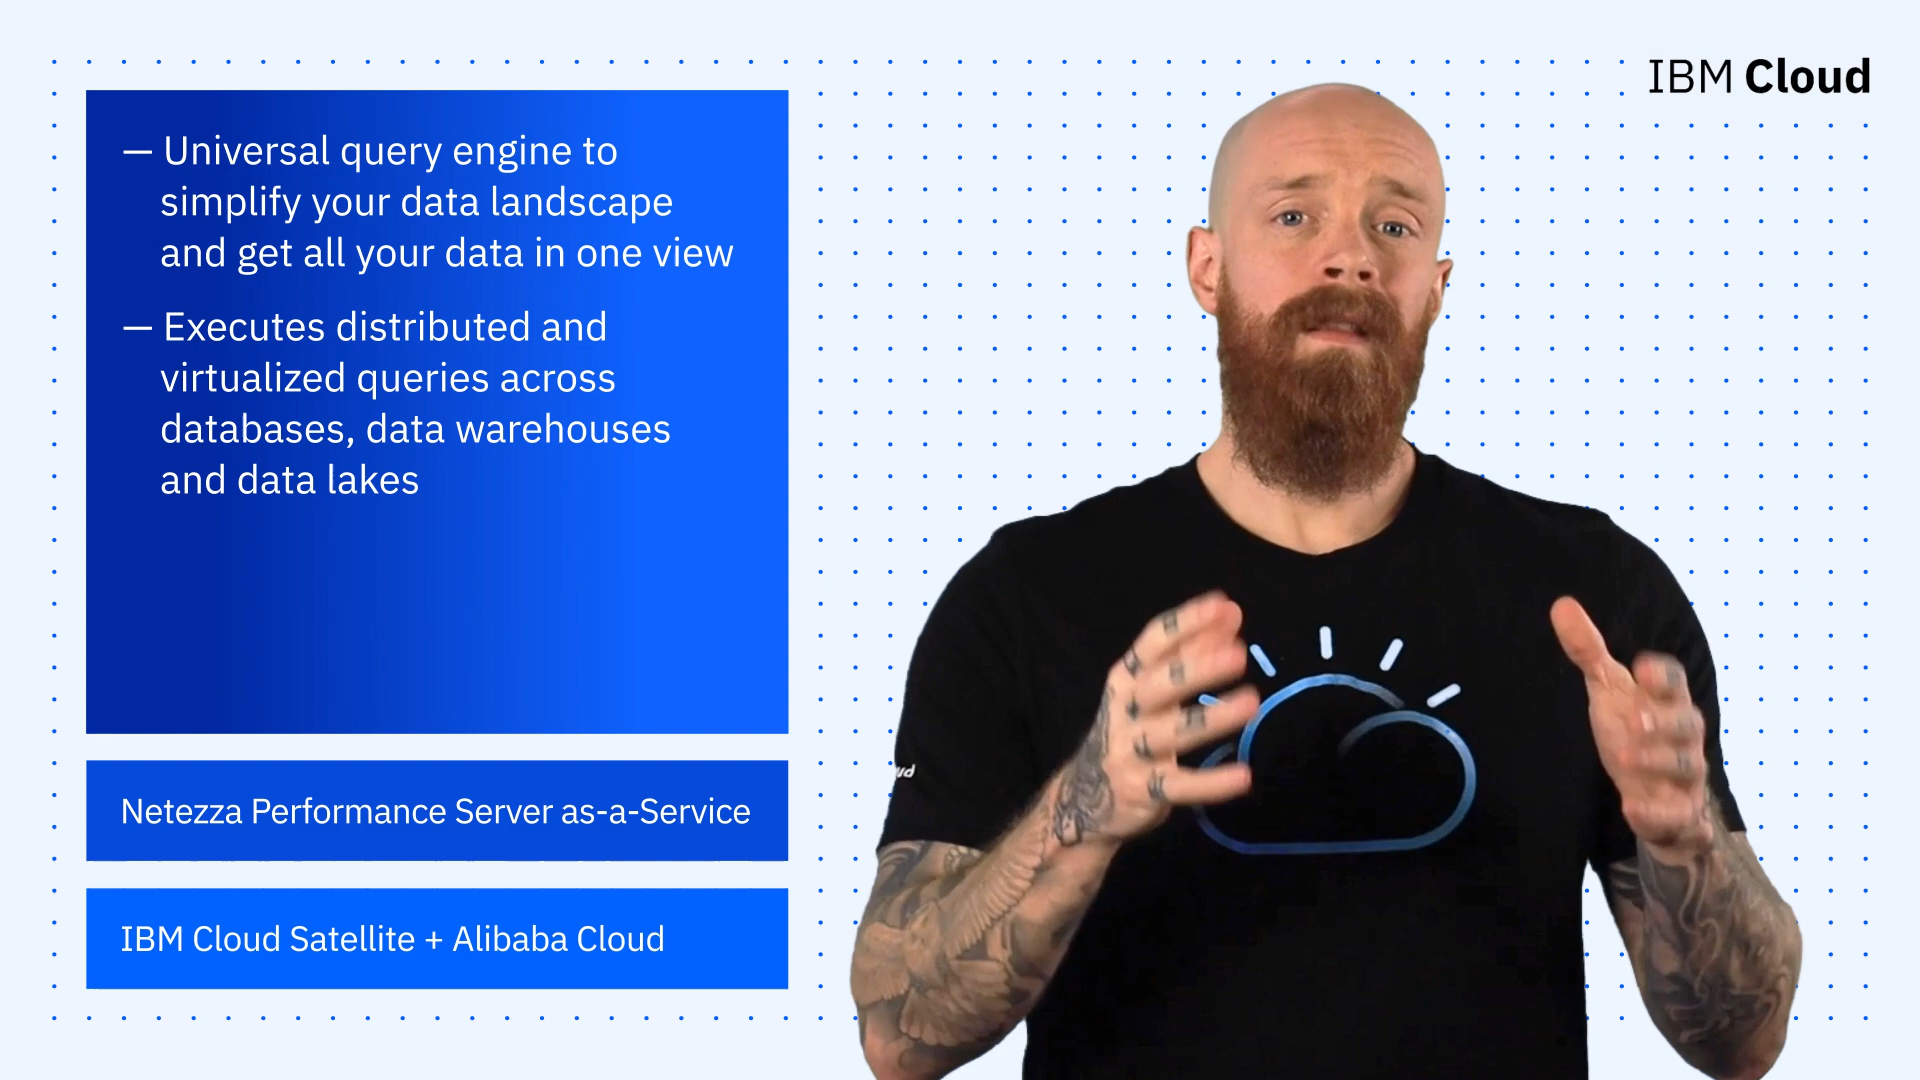 IBM Cloud
— Universal query engine to
simplify your data landscape
and get all your data in one view
— Executes distributed and
virtualized queries across
databases, data warehouses
and data lakes
Netezza Performance Server as-a-Service
IBM Cloud Satellite + Alibaba Cloud